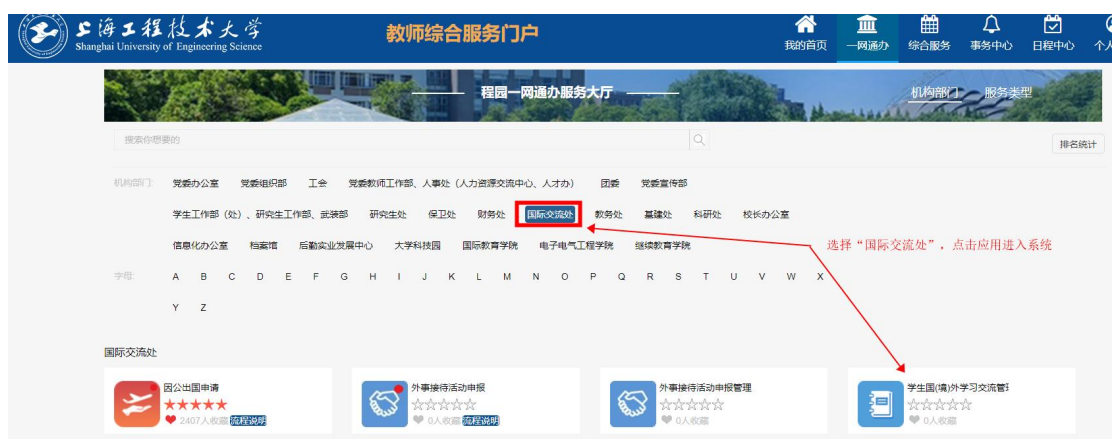 上海工程技术大学
Shanghai University of Engineering Science
教师综合服务门户
我的首页 一网通办 综合服务 事务中心 日程中心 个人
程园一网通办服务大厅
机构部门 服务类型
搜索你想要的
排名统计
机构部门: 党委办公室 党委组织部 工会 党委教师工作部、人事处（人力资源交流中心、人才办） 团委 党委宣传部
学生工作部（处）、研究生工作部、武装部 研究生处 保卫处 财务处 国际交流处 教务处 基建处 科研处 校长办公室
信息化办公室 档案馆 后勤实业发展中心 大学科技园 国际教育学院 电子电气工程学院 继续教育学院
选择“国际交流处”，点击应用进入系统
字母: A B C D E F G H I J K L M N O P Q R S T U V W X
Y Z
国际交流处
因公出国申请
2407人收藏 流程说明
外事接待活动申报
0人收藏 流程说明
外事接待活动申报管理
0人收藏
学生国(境)外学习交流管
0人收藏